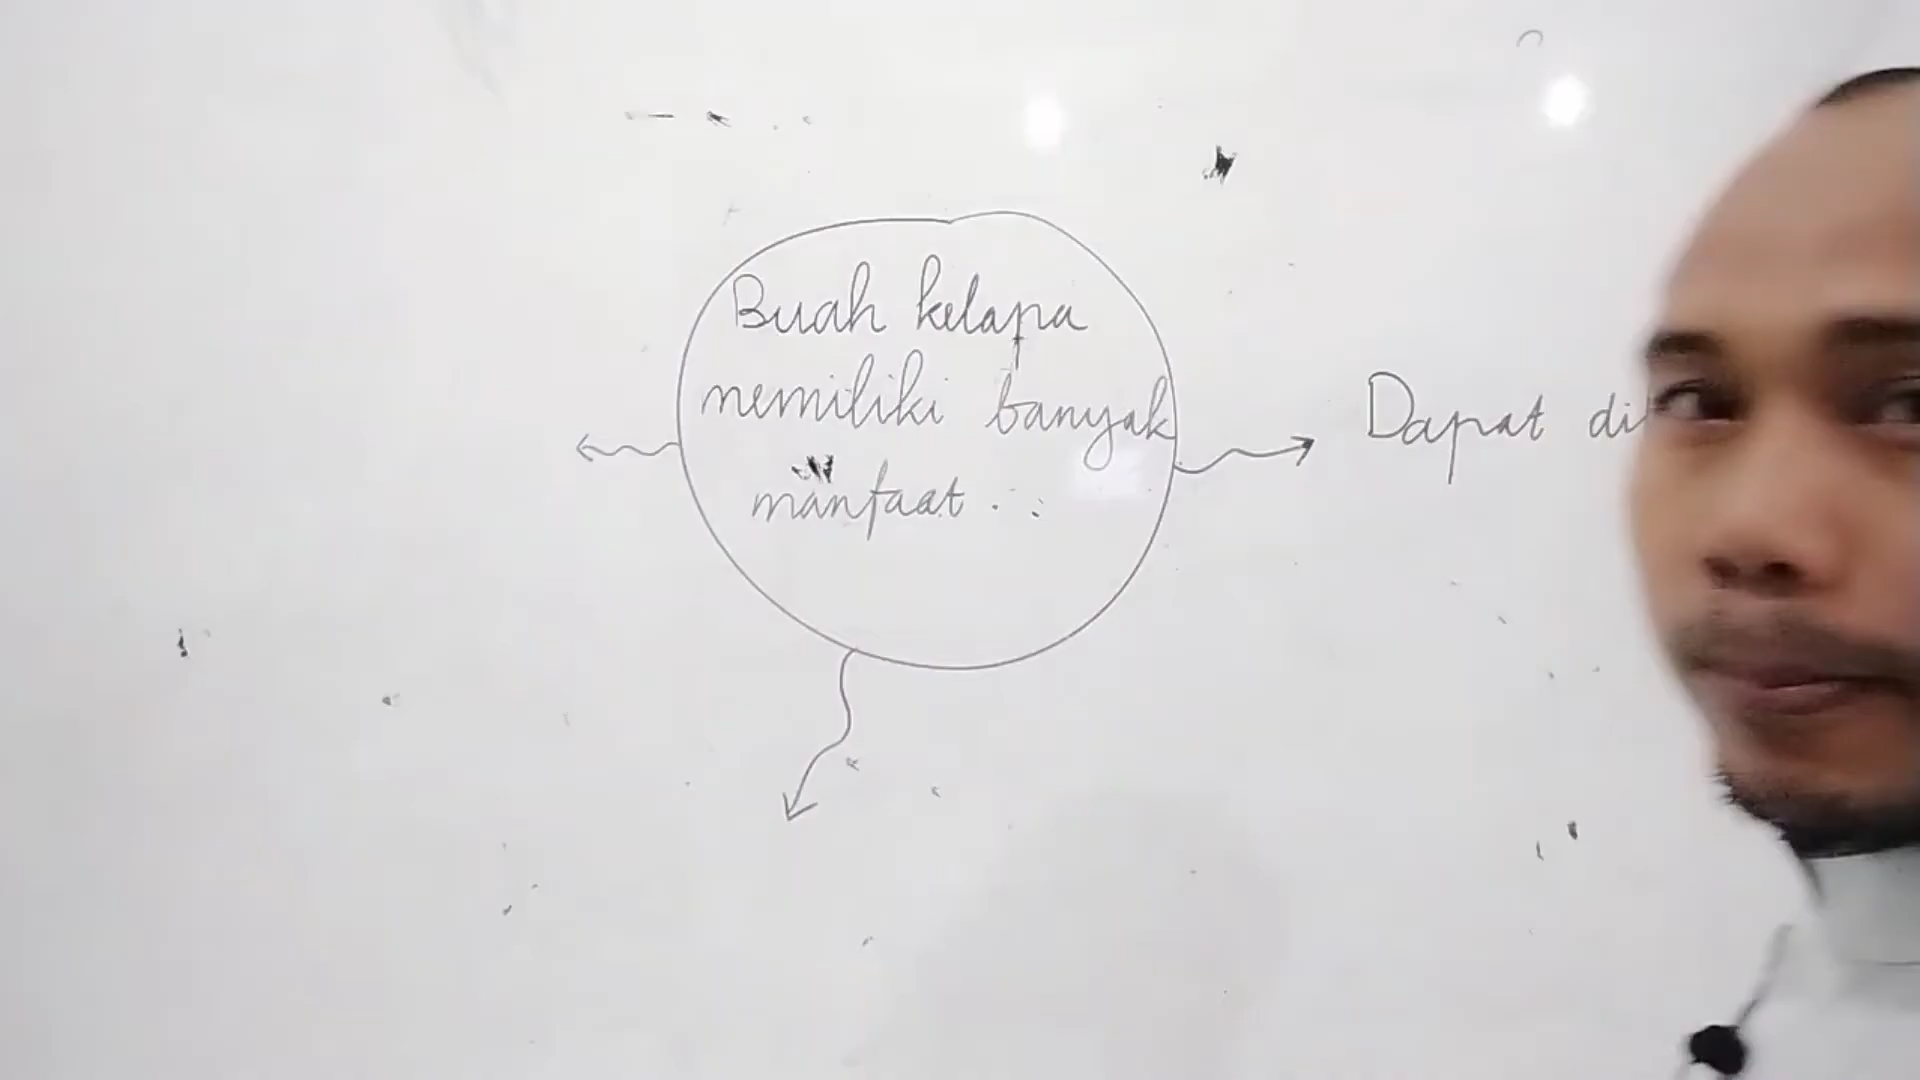 Buah kelapa
memiliki banyak
manfaat . . .
Dapat di